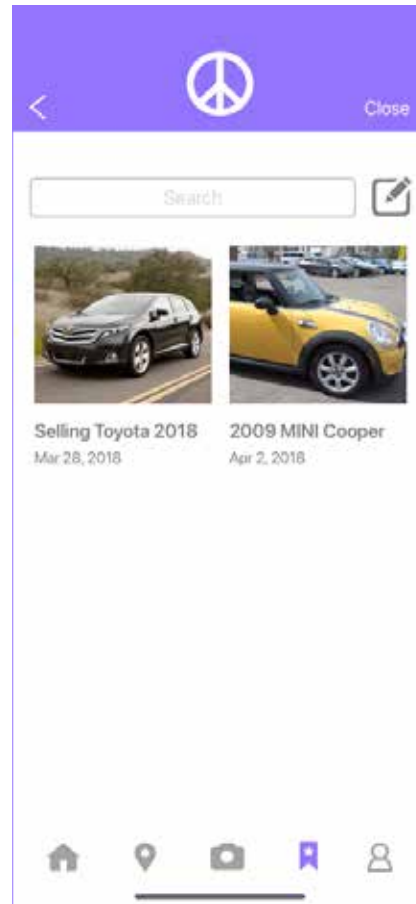 Close
Search
Selling Toyota 2018
2009 MINI Cooper
Mar 28, 2018
Apr 2, 2018